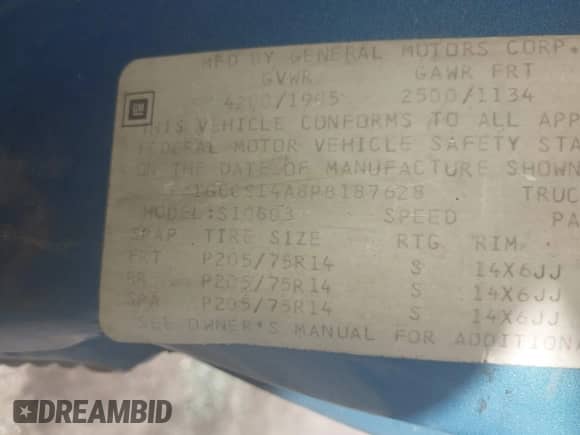 MFD BY GENERAL MOTORS CORP.
GVWR GAWR FRT
GM 4200/1905 2500/1134
THIS VEHICLE CONFORMS TO ALL APP
FEDERAL MOTOR VEHICLE SAFETY STA
ON THE DATE OF MANUFACTURE SHOWN
TRUC
MODEL:S10603 SPEED PA
SPAP TIRE SIZE RTG RIM
FRT P205/75R14 S 14X6JJ
RR P205/75R14 S 14X6JJ
SPA P205/75R14 S 14X6JJ
SEE OWNER'S MANUAL FOR ADDITIONA
DREAMBID